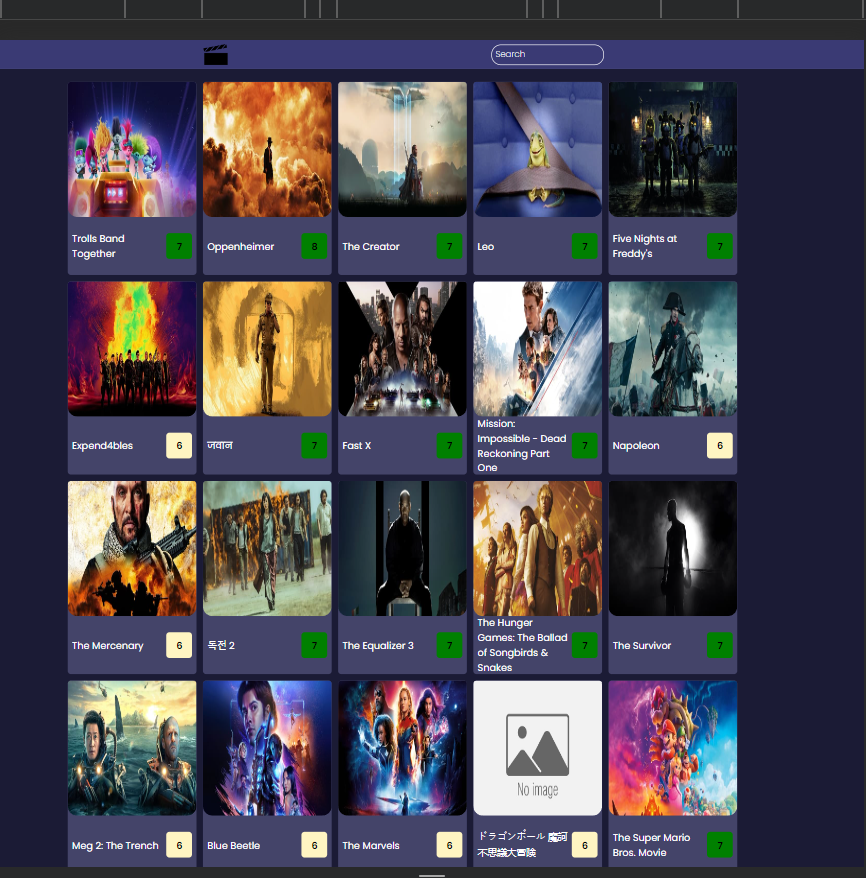 Search
Trolls Band
Together
7
Oppenheimer
8
The Creator
7
Leo
7
Five Nights at
Freddy's
7
Expend4bles
6
जवान
7
Fast X
7
Mission:
Impossible - Dead
Reckoning Part
One
7
Napoleon
6
The Mercenary
6
독전 2
7
The Equalizer 3
7
The Hunger
Games: The Ballad
of Songbirds &
Snakes
7
The Survivor
7
Meg 2: The Trench
6
Blue Beetle
6
The Marvels
6
No image
ドラゴンボール 魔訶
不思議大冒険
6
The Super Mario
Bros. Movie
7